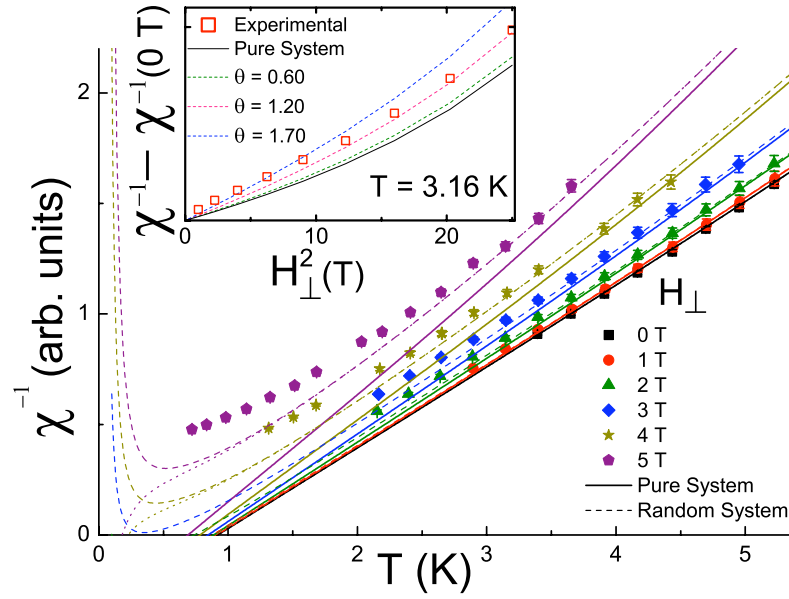 χ⁻¹ (arb. units)
2
1
0
0
1
2
3
4
5
T (K)
χ⁻¹ – χ⁻¹(0 T)
Experimental
Pure System
θ = 0.60
θ = 1.20
θ = 1.70
T = 3.16 K
0
10
20
H²⊥(T)
H⊥
0 T
1 T
2 T
3 T
4 T
5 T
Pure System
Random System